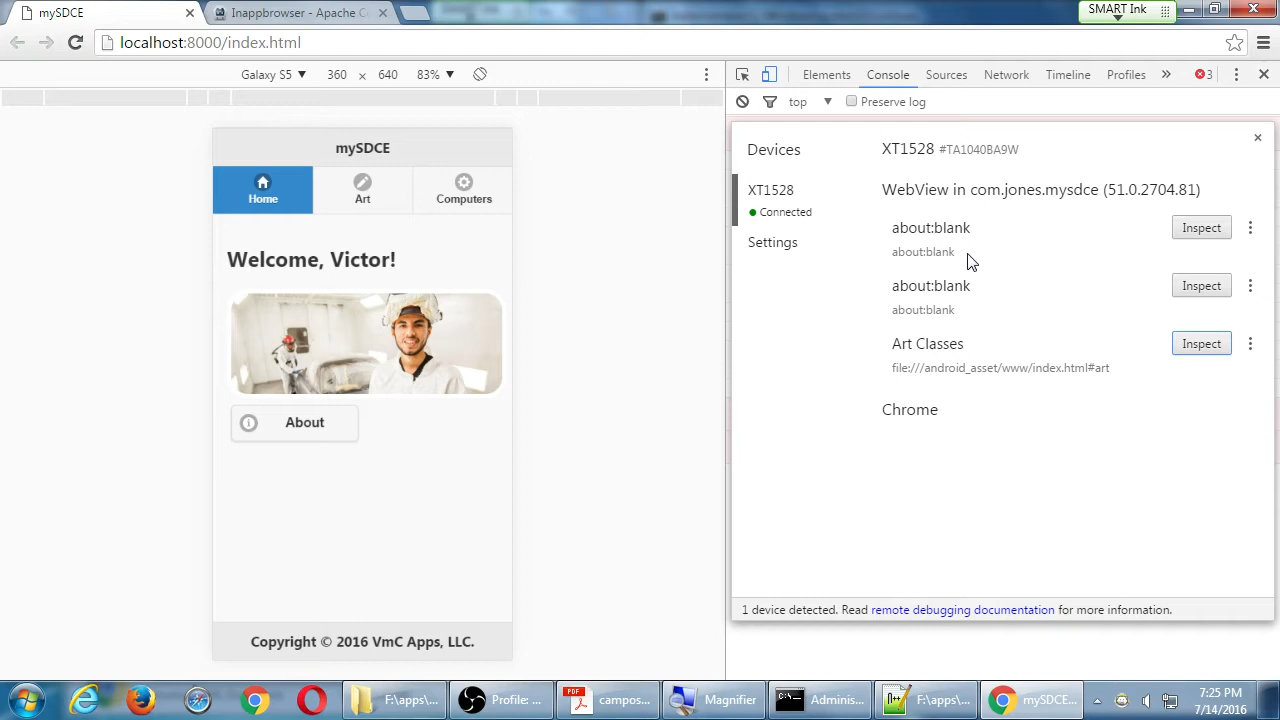 mySDCE
Inappbrowser - Apache Co
SMART Ink
localhost:8000/index.html
Galaxy S5 ▼ 360 x 640 83% ▼
Elements Console Sources Network Timeline Profiles » 3
top ▼ Preserve log
mySDCE
Home Art Computers
Welcome, Victor!
About
Copyright © 2016 VmC Apps, LLC.
Devices
XT1528
Connected
Settings
XT1528 #TA1040BA9W
WebView in com.jones.mysdce (51.0.2704.81)
about:blank Inspect
about:blank
about:blank Inspect
about:blank
Art Classes Inspect
file:///android_asset/www/index.html#art
Chrome
1 device detected. Read remote debugging documentation for more information.
F:\apps\... Profile: ... PDF campos... Magnifier Adminis... F:\apps\... mySDCE... 7:25 PM
7/14/2016